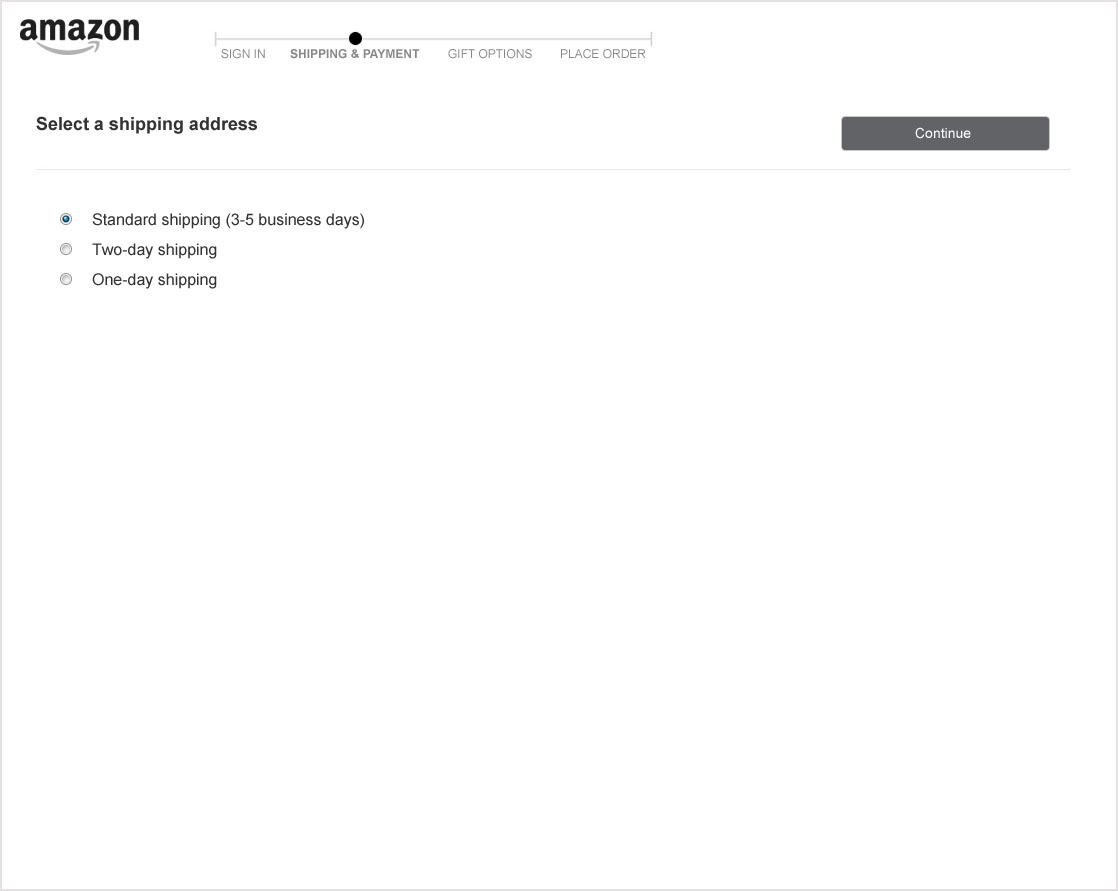 amazon
SIGN IN SHIPPING & PAYMENT GIFT OPTIONS PLACE ORDER
Select a shipping address
Continue
Standard shipping (3-5 business days)
Two-day shipping
One-day shipping